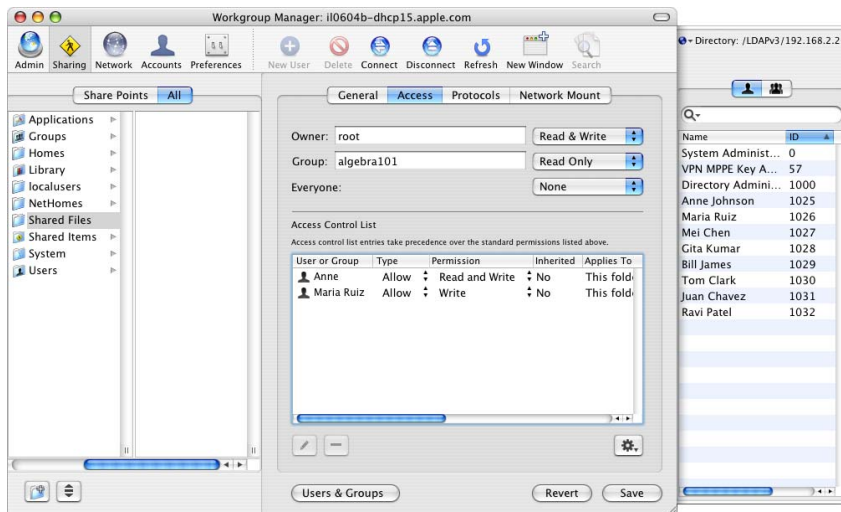 Workgroup Manager: il0604b-dhcp15.apple.com
Admin Sharing Network Accounts Preferences New User Delete Connect Disconnect Refresh New Window Search
Share Points All
Applications
Groups
Homes
Library
localusers
NetHomes
Shared Files
Shared Items
System
Users
General Access Protocols Network Mount
Owner: root Read & Write
Group: algebra101 Read Only
Everyone: None
Access Control List
Access control list entries take precedence over the standard permissions listed above.
User or Group Type Permission Inherited Applies To
Anne Allow Read and Write No This folde
Maria Ruiz Allow Write No This folde
Users & Groups Revert Save
Directory: /LDAPv3/192.168.2.2
Name ID
System Administ... 0
VPN MPPE Key A... 57
Directory Admini... 1000
Anne Johnson 1025
Maria Ruiz 1026
Mei Chen 1027
Gita Kumar 1028
Bill James 1029
Tom Clark 1030
Juan Chavez 1031
Ravi Patel 1032